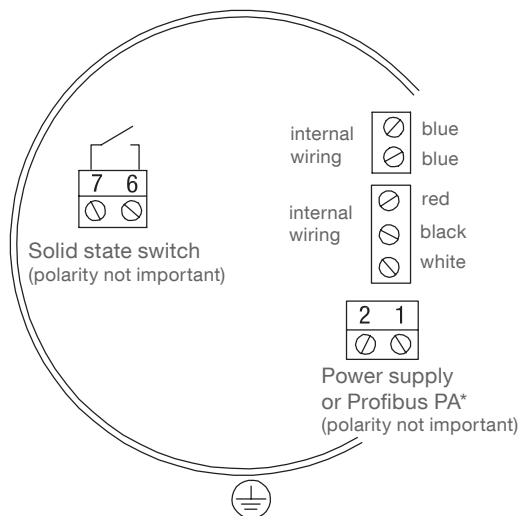 internal
wiring
blue
blue
7 6
Solid state switch
(polarity not important)
internal
wiring
red
black
white
2 1
Power supply
or Profibus PA*
(polarity not important)